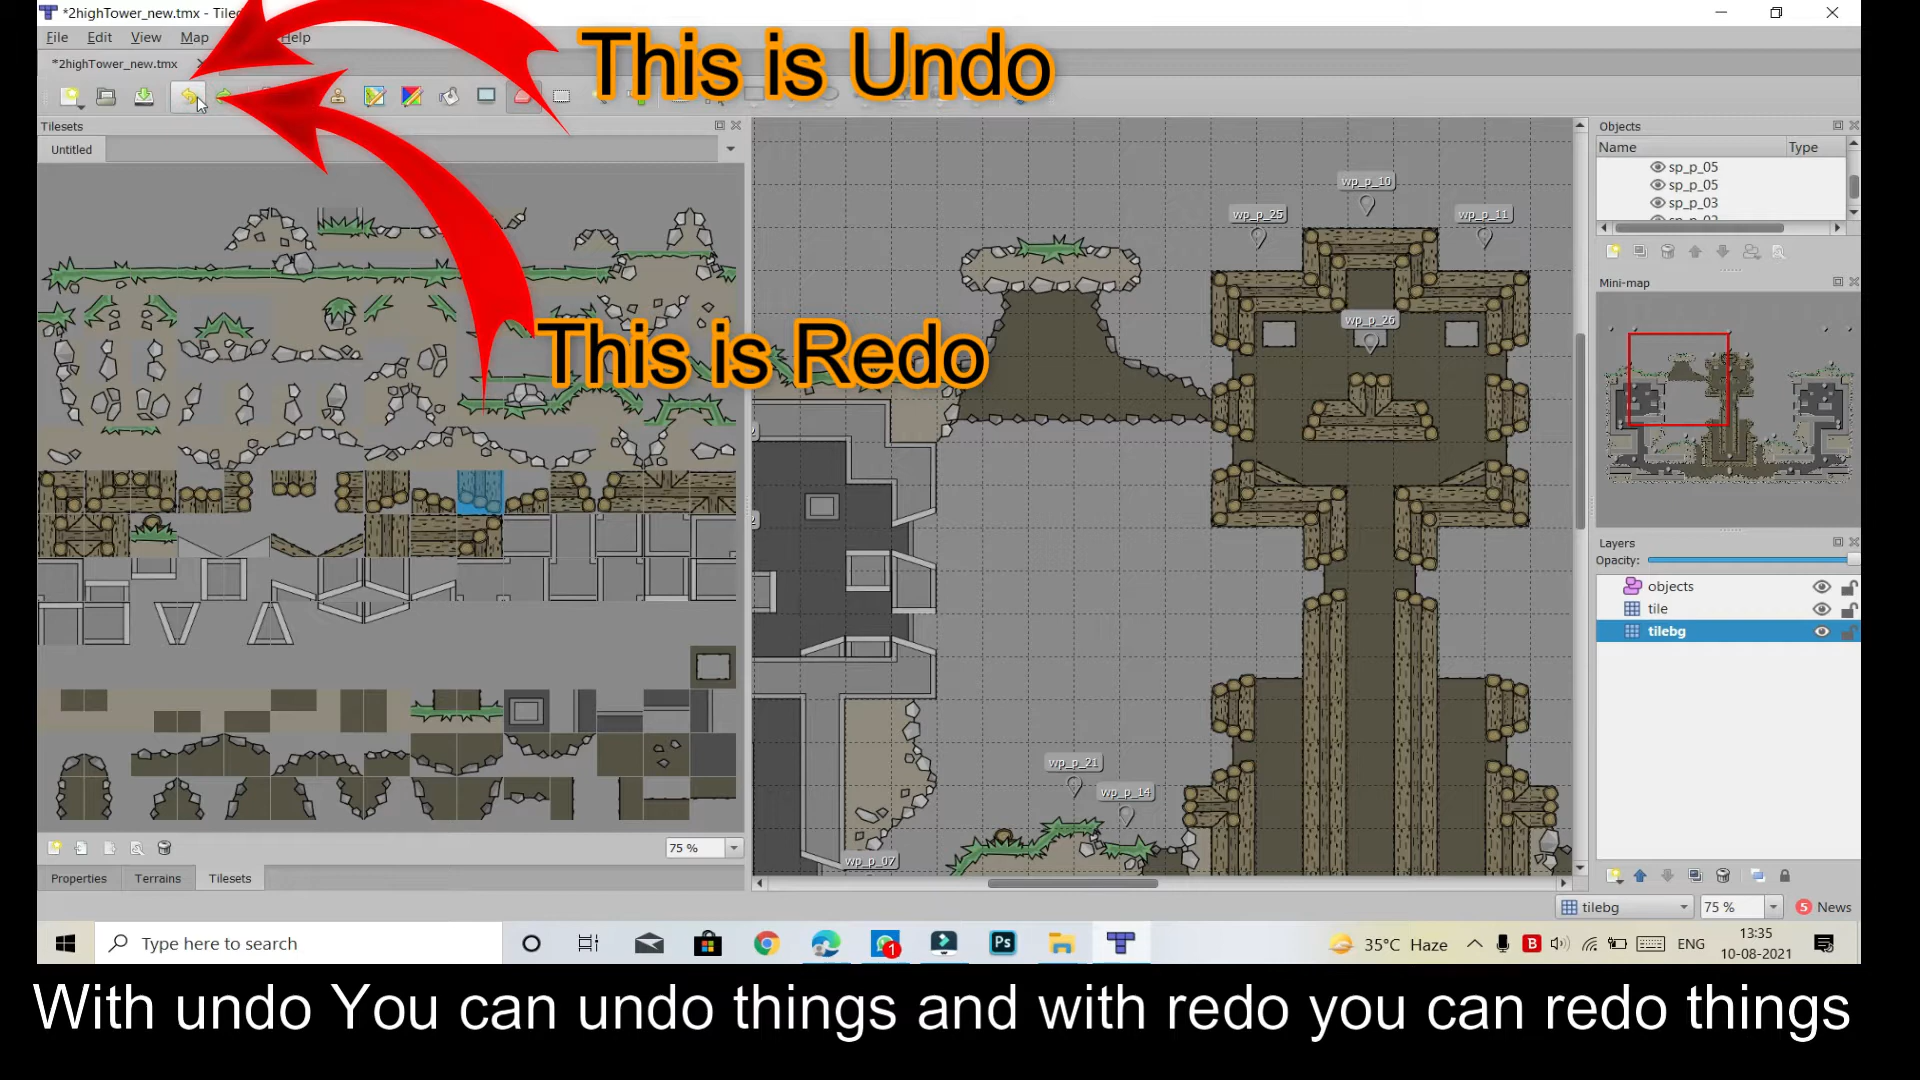 *2highTower_new.tmx - Tiled
File Edit View Map Help
*2highTower_new.tmx
This is Undo
Tilesets
Untitled
This is Redo
wp_p_10
wp_p_25
wp_p_11
wp_p_26
wp_p_21
wp_p_14
wp_p_07
Objects
Name Type
sp_p_05
sp_p_05
sp_p_03
Mini-map
Layers
Opacity:
objects
tile
tilebg
75 %
Properties Terrains Tilesets
tilebg 75 % 5 News
Type here to search
1
Ps
35°C Haze
B
ENG
13:35
10-08-2021
With undo You can undo things and with redo you can redo things